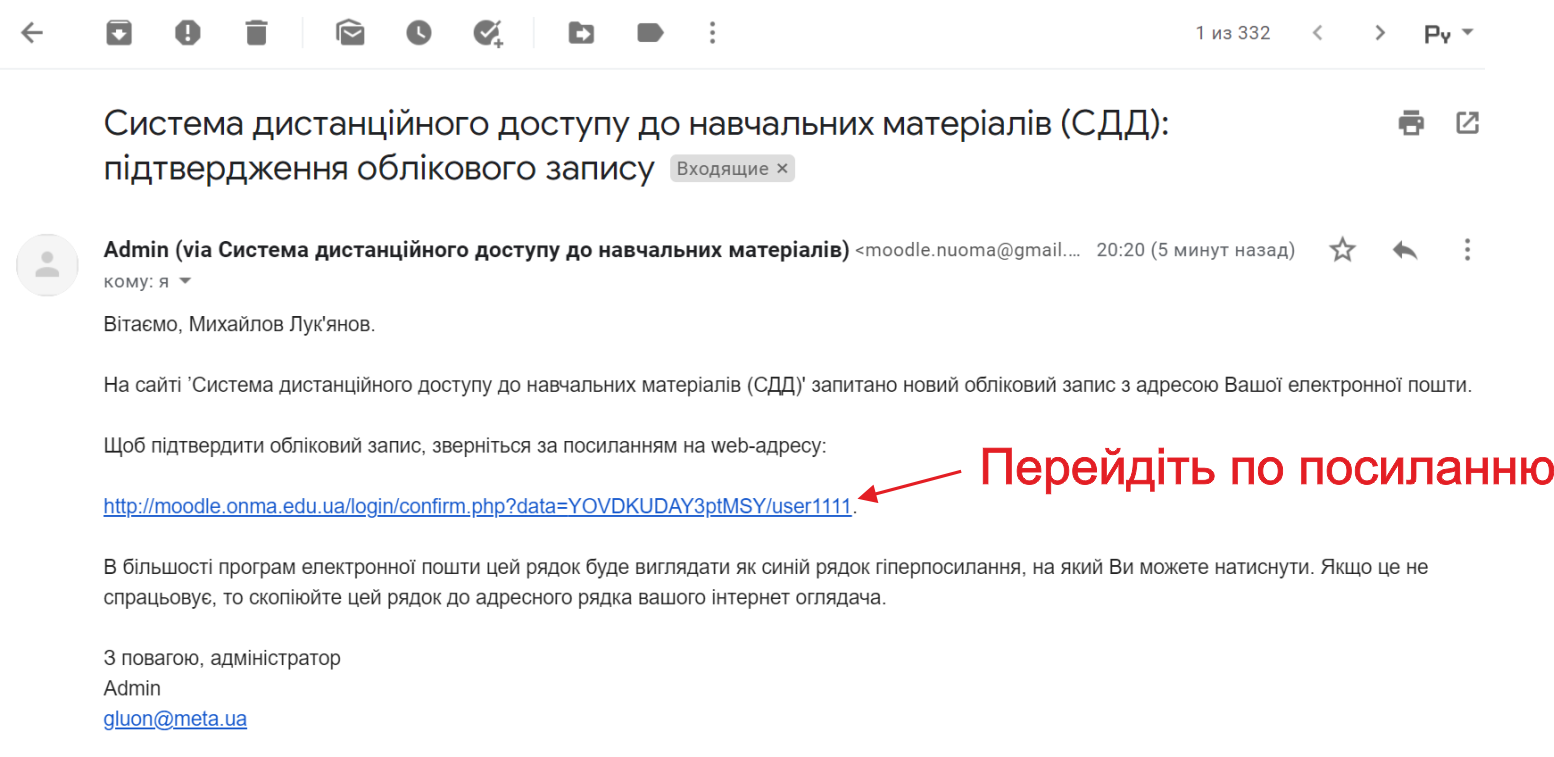 1 из 332
Ру
Система дистанційного доступу до навчальних матеріалів (СДД):
підтвердження облікового запису Входящие ×
Admin (via Система дистанційного доступу до навчальних матеріалів) <moodle.nuoma@gmail.… 20:20 (5 минут назад)
кому: я
Вітаємо, Михайлов Лук'янов.
На сайті 'Система дистанційного доступу до навчальних матеріалів (СДД)' запитано новий обліковий запис з адресою Вашої електронної пошти.
Щоб підтвердити обліковий запис, зверніться за посиланням на web-адресу:
Перейдіть по посиланню
http://moodle.onma.edu.ua/login/confirm.php?data=YOVDKUDAY3ptMSY/user1111.
В більшості програм електронної пошти цей рядок буде виглядати як синій рядок гіперпосилання, на який Ви можете натиснути. Якщо це не
спрацьовує, то скопіюйте цей рядок до адресного рядка вашого інтернет оглядача.
З повагою, адміністратор
Admin
gluon@meta.ua